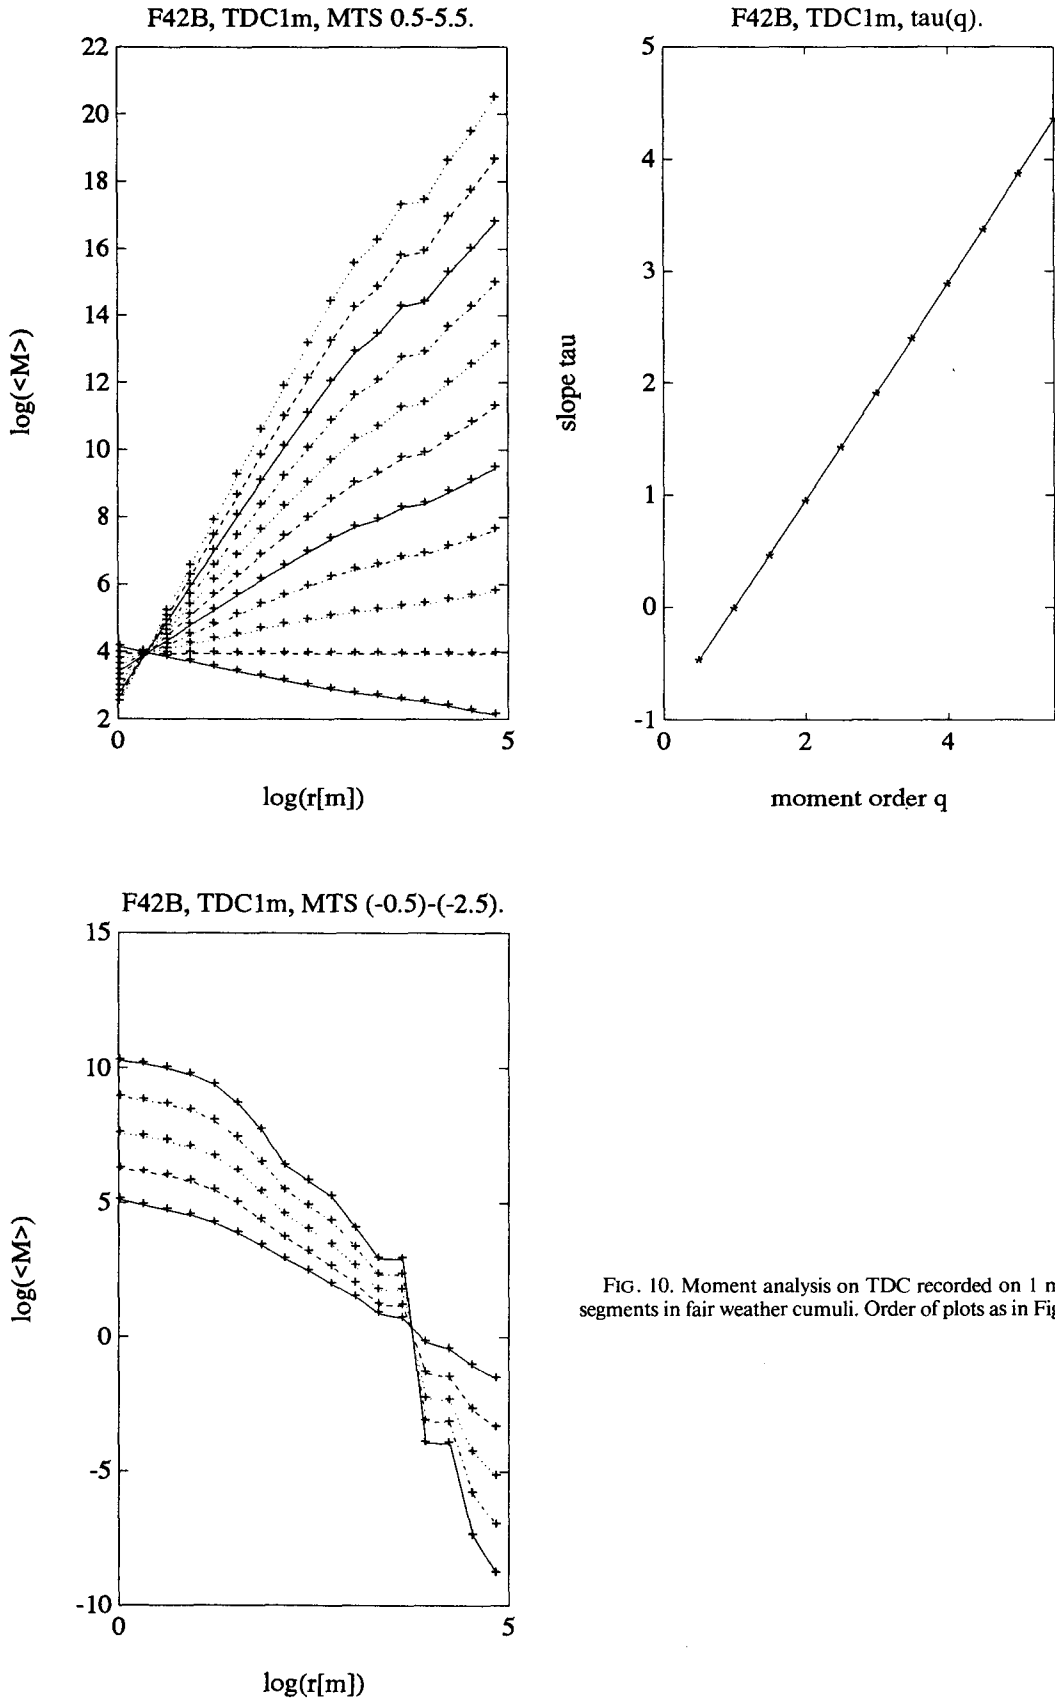 F42B, TDC1m, MTS 0.5-5.5.
22
20
18
16
14
12
10
8
6
4
2
0
5
log(<M>)
log(r[m])
F42B, TDC1m, tau(q).
5
4
3
2
1
0
-1
0
2
4
slope tau
moment order q
F42B, TDC1m, MTS (-0.5)-(-2.5).
15
10
5
0
-5
-10
0
5
log(<M>)
log(r[m])
FIG. 10. Moment analysis on TDC recorded on 1 m
segments in fair weather cumuli. Order of plots as in Fig